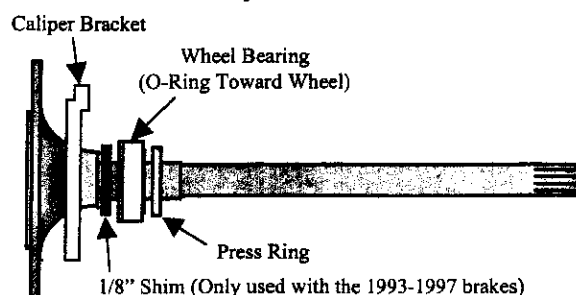 Caliper Bracket
Wheel Bearing
(O-Ring Toward Wheel)
Press Ring
1/8” Shim (Only used with the 1993-1997 brakes)